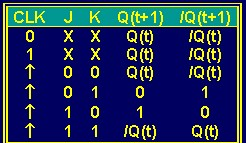 CLK J K Q(t+1) /Q(t+1)
0 X X Q(t) /Q(t)
1 X X Q(t) /Q(t)
↑ 0 0 Q(t) /Q(t)
↑ 0 1 0 1
↑ 1 0 1 0
↑ 1 1 /Q(t) Q(t)